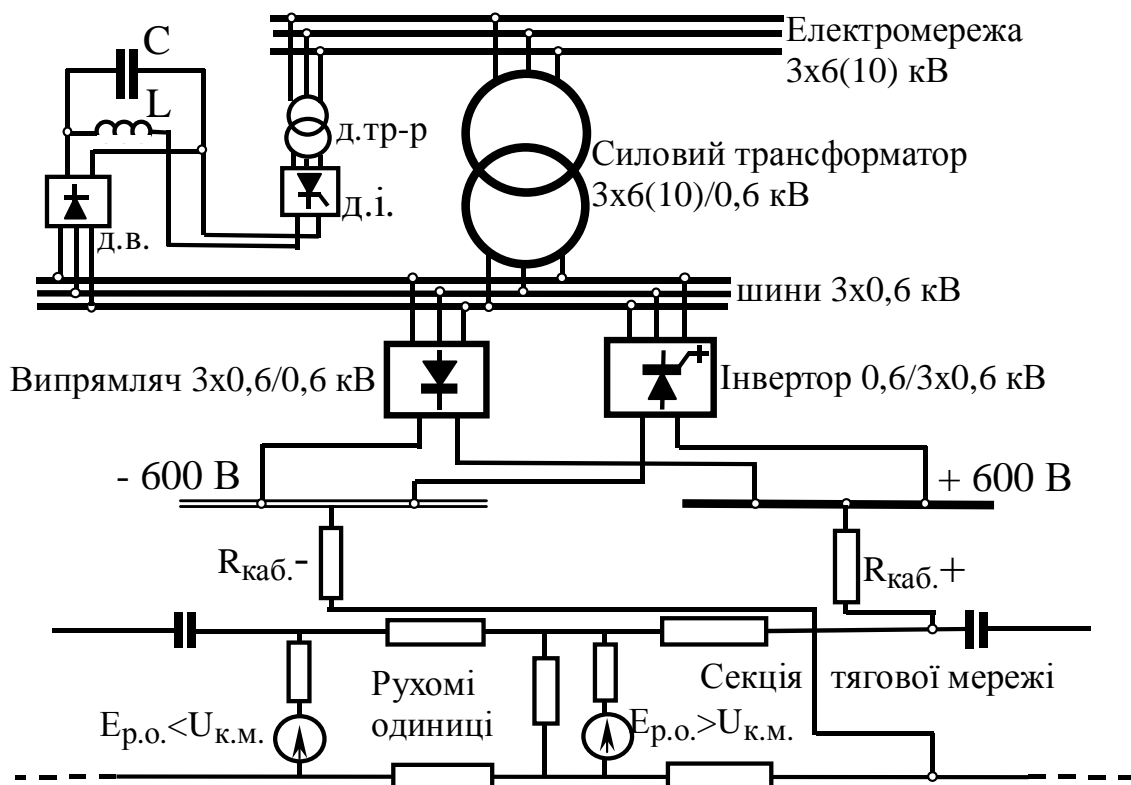 Електромережа
3х6(10) кВ
C
L
д.тр-р
Силовий трансформатор
3х6(10)/0,6 кВ
д.і.
д.в.
шини 3х0,6 кВ
Випрямляч 3х0,6/0,6 кВ
Інвертор 0,6/3х0,6 кВ
- 600 В
+ 600 В
Rкаб.-
Rкаб.+
Рухомі
одиниці
Секція тягової мережі
Eр.о.<Uк.м.
Eр.о.>Uк.м.